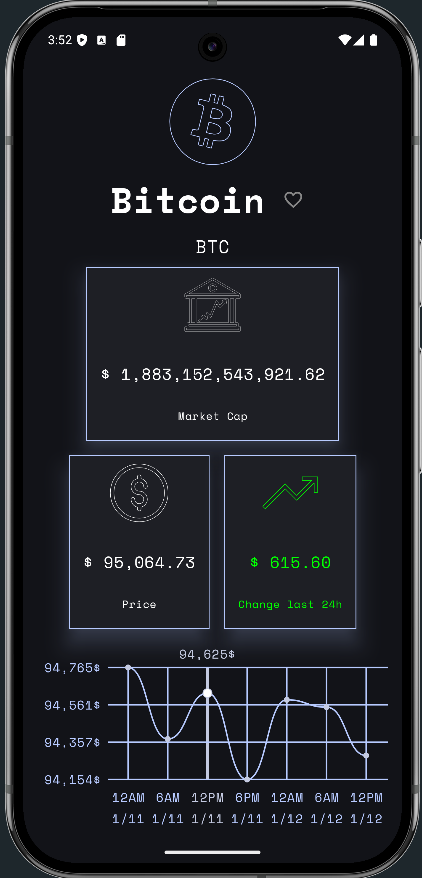 3:52
Bitcoin
BTC
$ 1,883,152,543,921.62
Market Cap
$ 95,064.73
$ 615.60
Price
Change last 24h
94,625$
94,765$
94,561$
94,357$
94,154$
12AM 6AM 12PM 6PM 12AM 6AM 12PM
1/11 1/11 1/11 1/11 1/12 1/12 1/12